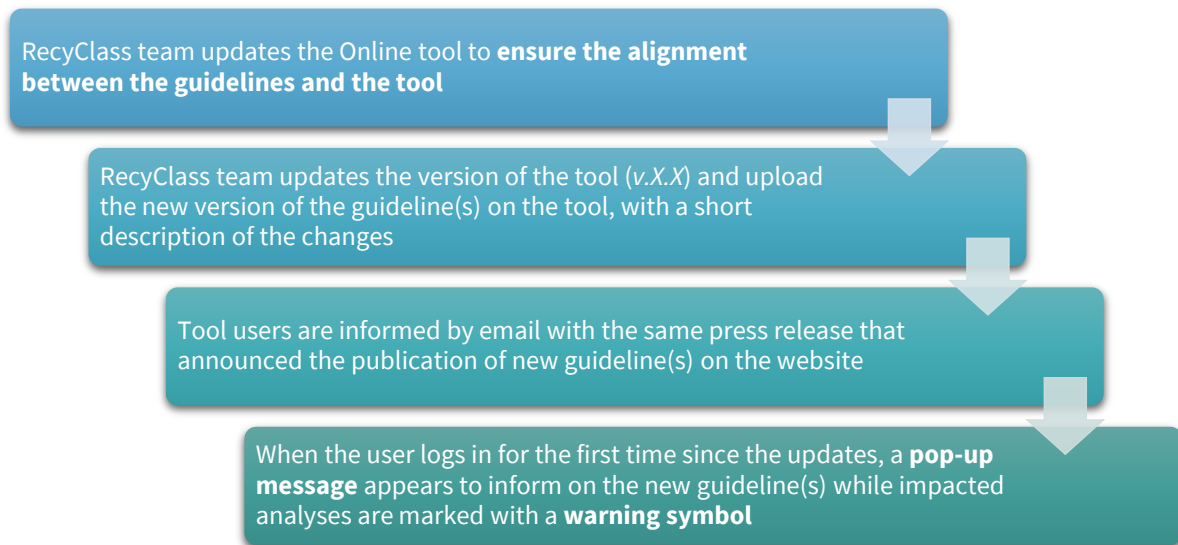 RecyClass team updates the Online tool to ensure the alignment
between the guidelines and the tool
RecyClass team updates the version of the tool (v.X.X) and upload
the new version of the guideline(s) on the tool, with a short
description of the changes
Tool users are informed by email with the same press release that
announced the publication of new guideline(s) on the website
When the user logs in for the first time since the updates, a pop-up
message appears to inform on the new guideline(s) while impacted
analyses are marked with a warning symbol